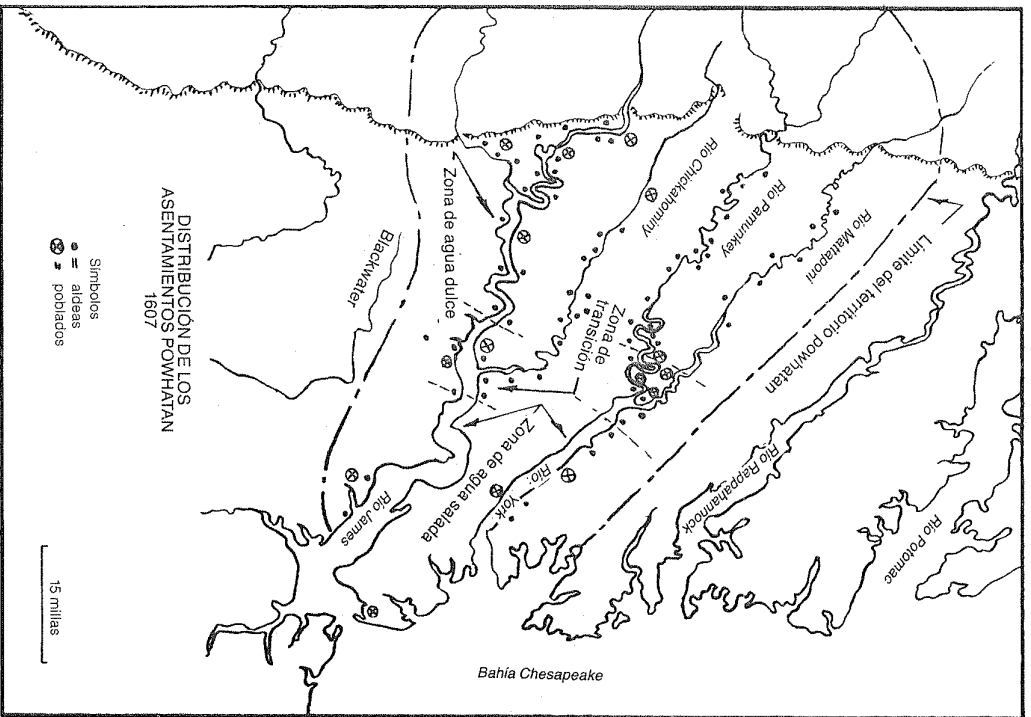 DISTRIBUCIÓN DE LOS
ASENTAMIENTOS POWHATAN
1607
Símbolos
= aldeas
= poblados
15 millas
Bahía Chesapeake
Río Potomac
Río Rappahannock
Límite del territorio powhatan
Río Mattaponi
Río Pamunkey
Río Chickahominy
Zona de
transición
Zona de agua dulce
Zona de agua salada
Río York
Río James
Blackwater